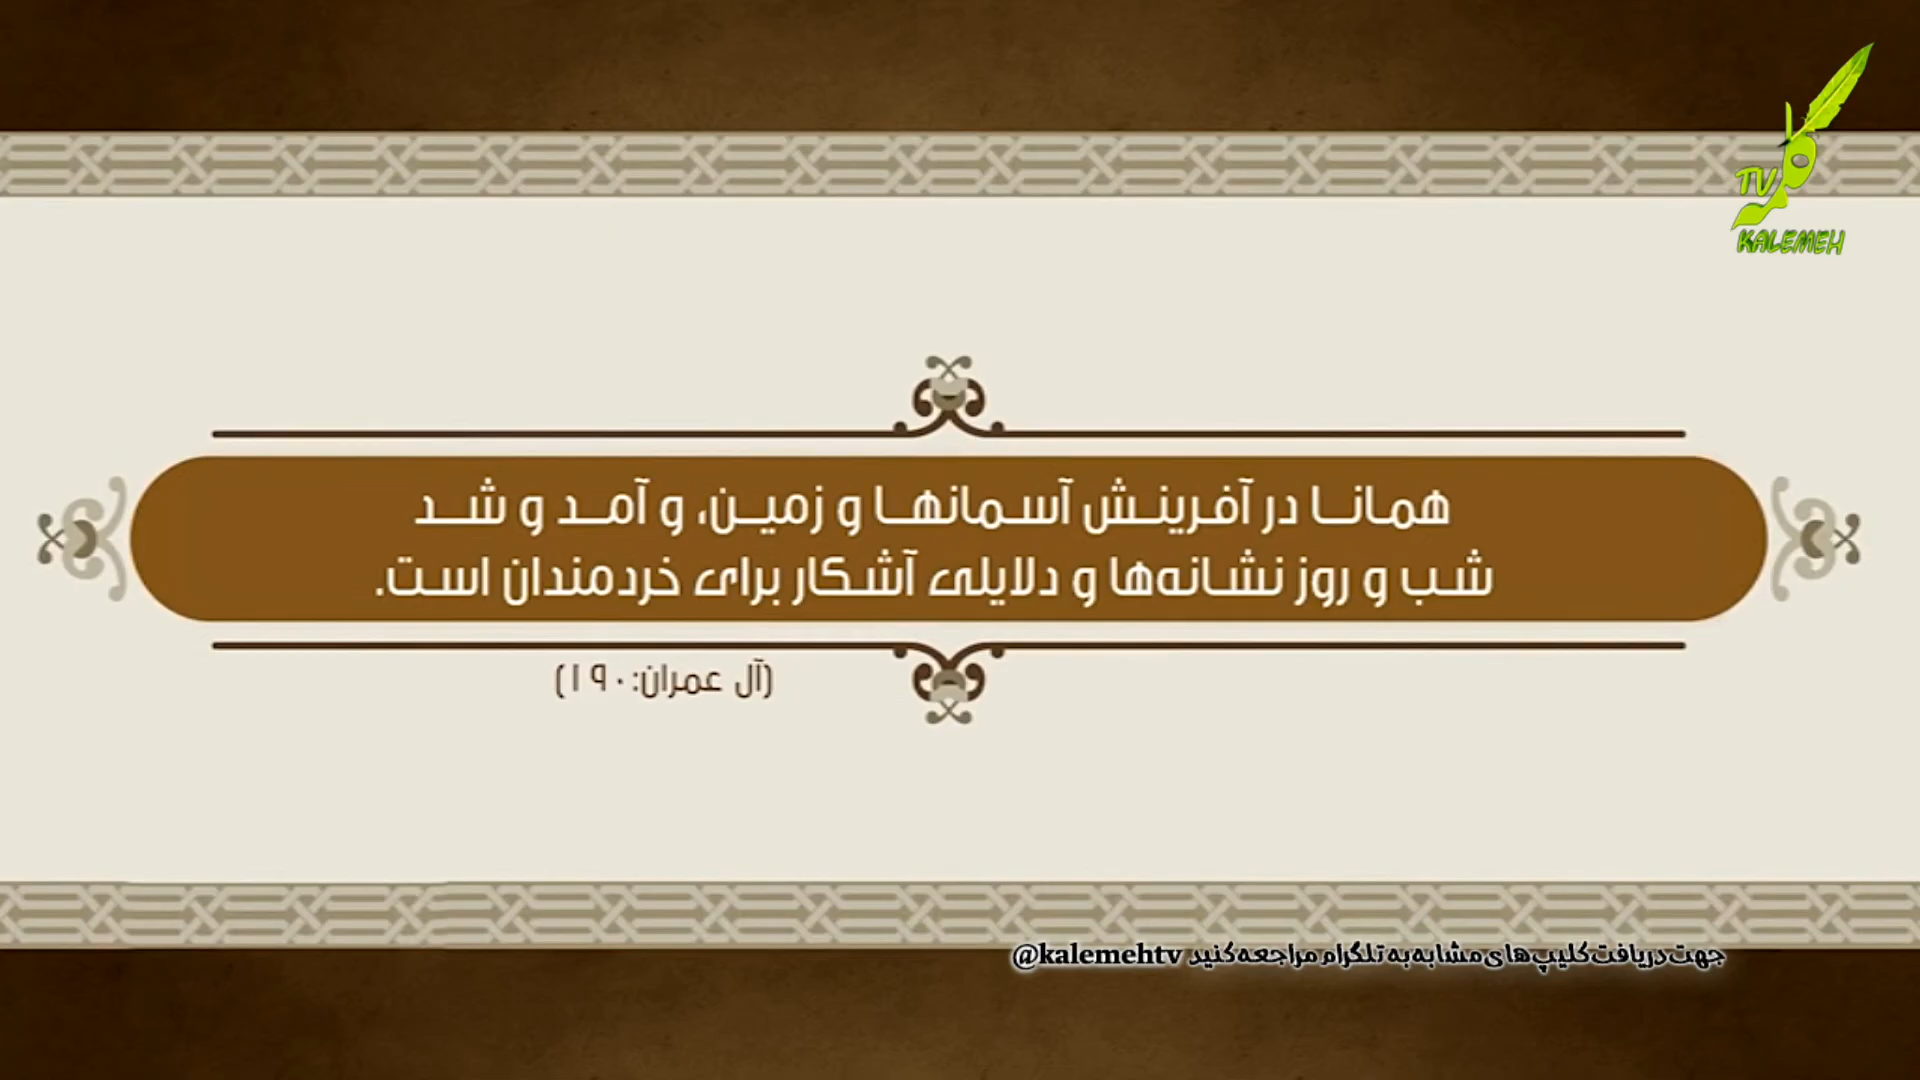 TV
KALEMEH
همانا در آفرینش آسمانها و زمین، و آمد و شد
شب و روز نشانه‌ها و دلایلی آشکار برای خردمندان است.
(آل عمران:۱۹۰)
جهت دریافت کلیپ های مشابه به تلگرام مراجعه کنید @kalemehtv